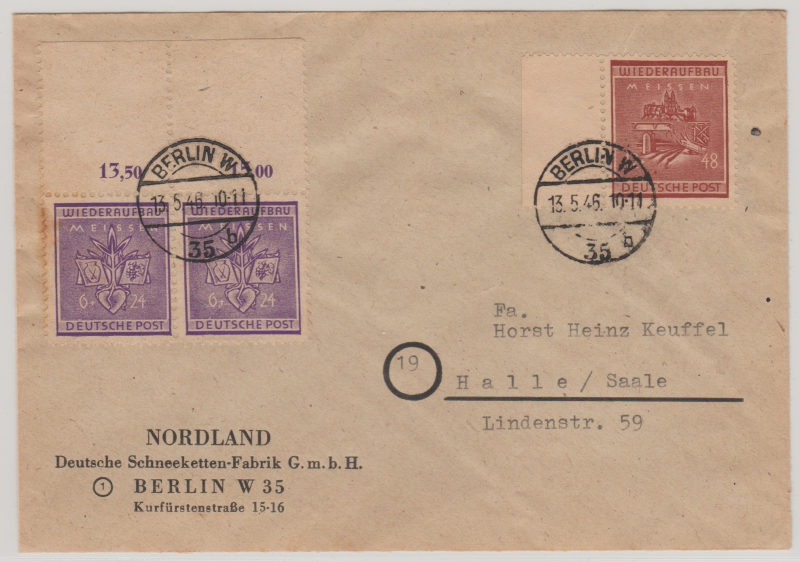 13,50
BERLIN W
13.5.46. 10-11
35 b
WIEDERAUFBAU
MEISSEN
6+24
DEUTSCHE POST
WIEDERAUFBAU
MEISSEN
6+24
DEUTSCHE POST
WIEDERAUFBAU
MEISSEN
48
DEUTSCHE POST
BERLIN W
13.5.46. 10-11
35 b
Fa.
Horst Heinz Keuffel
19
Halle/Saale
Lindenstr. 59
NORDLAND
Deutsche Schneeketten-Fabrik G.m.b.H.
1 BERLIN W 35
Kurfürstenstraße 15-16